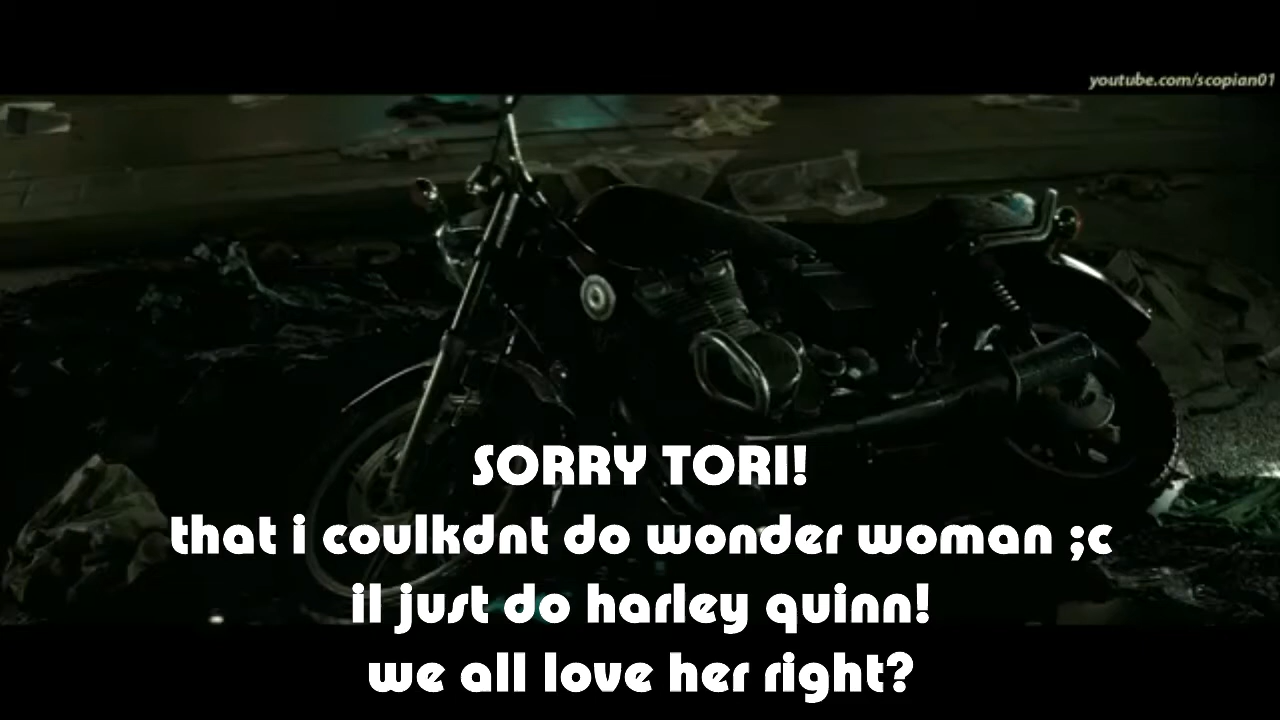 youtube.com/scopian01
SORRY TORI!
that i coulkdnt do wonder woman ;c
il just do harley quinn!
we all love her right?